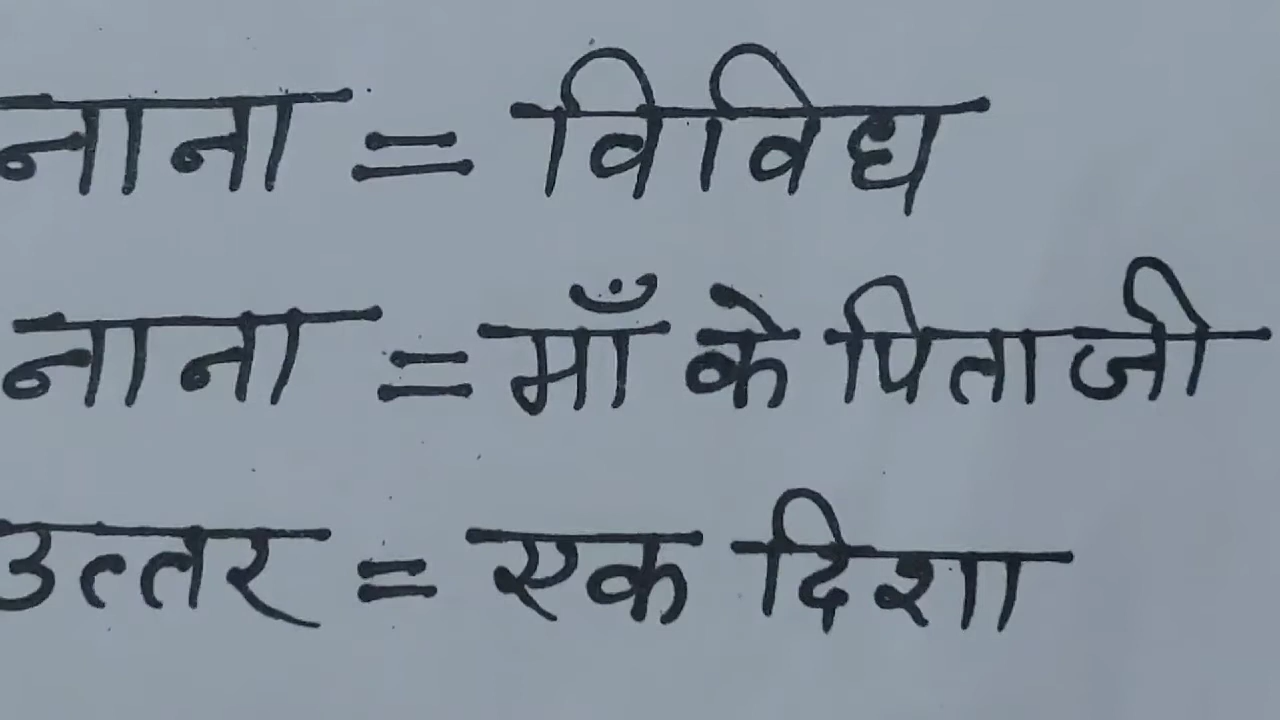 नाना = विविध
नाना = माँ के पिताजी
उत्तर = एक दिशा